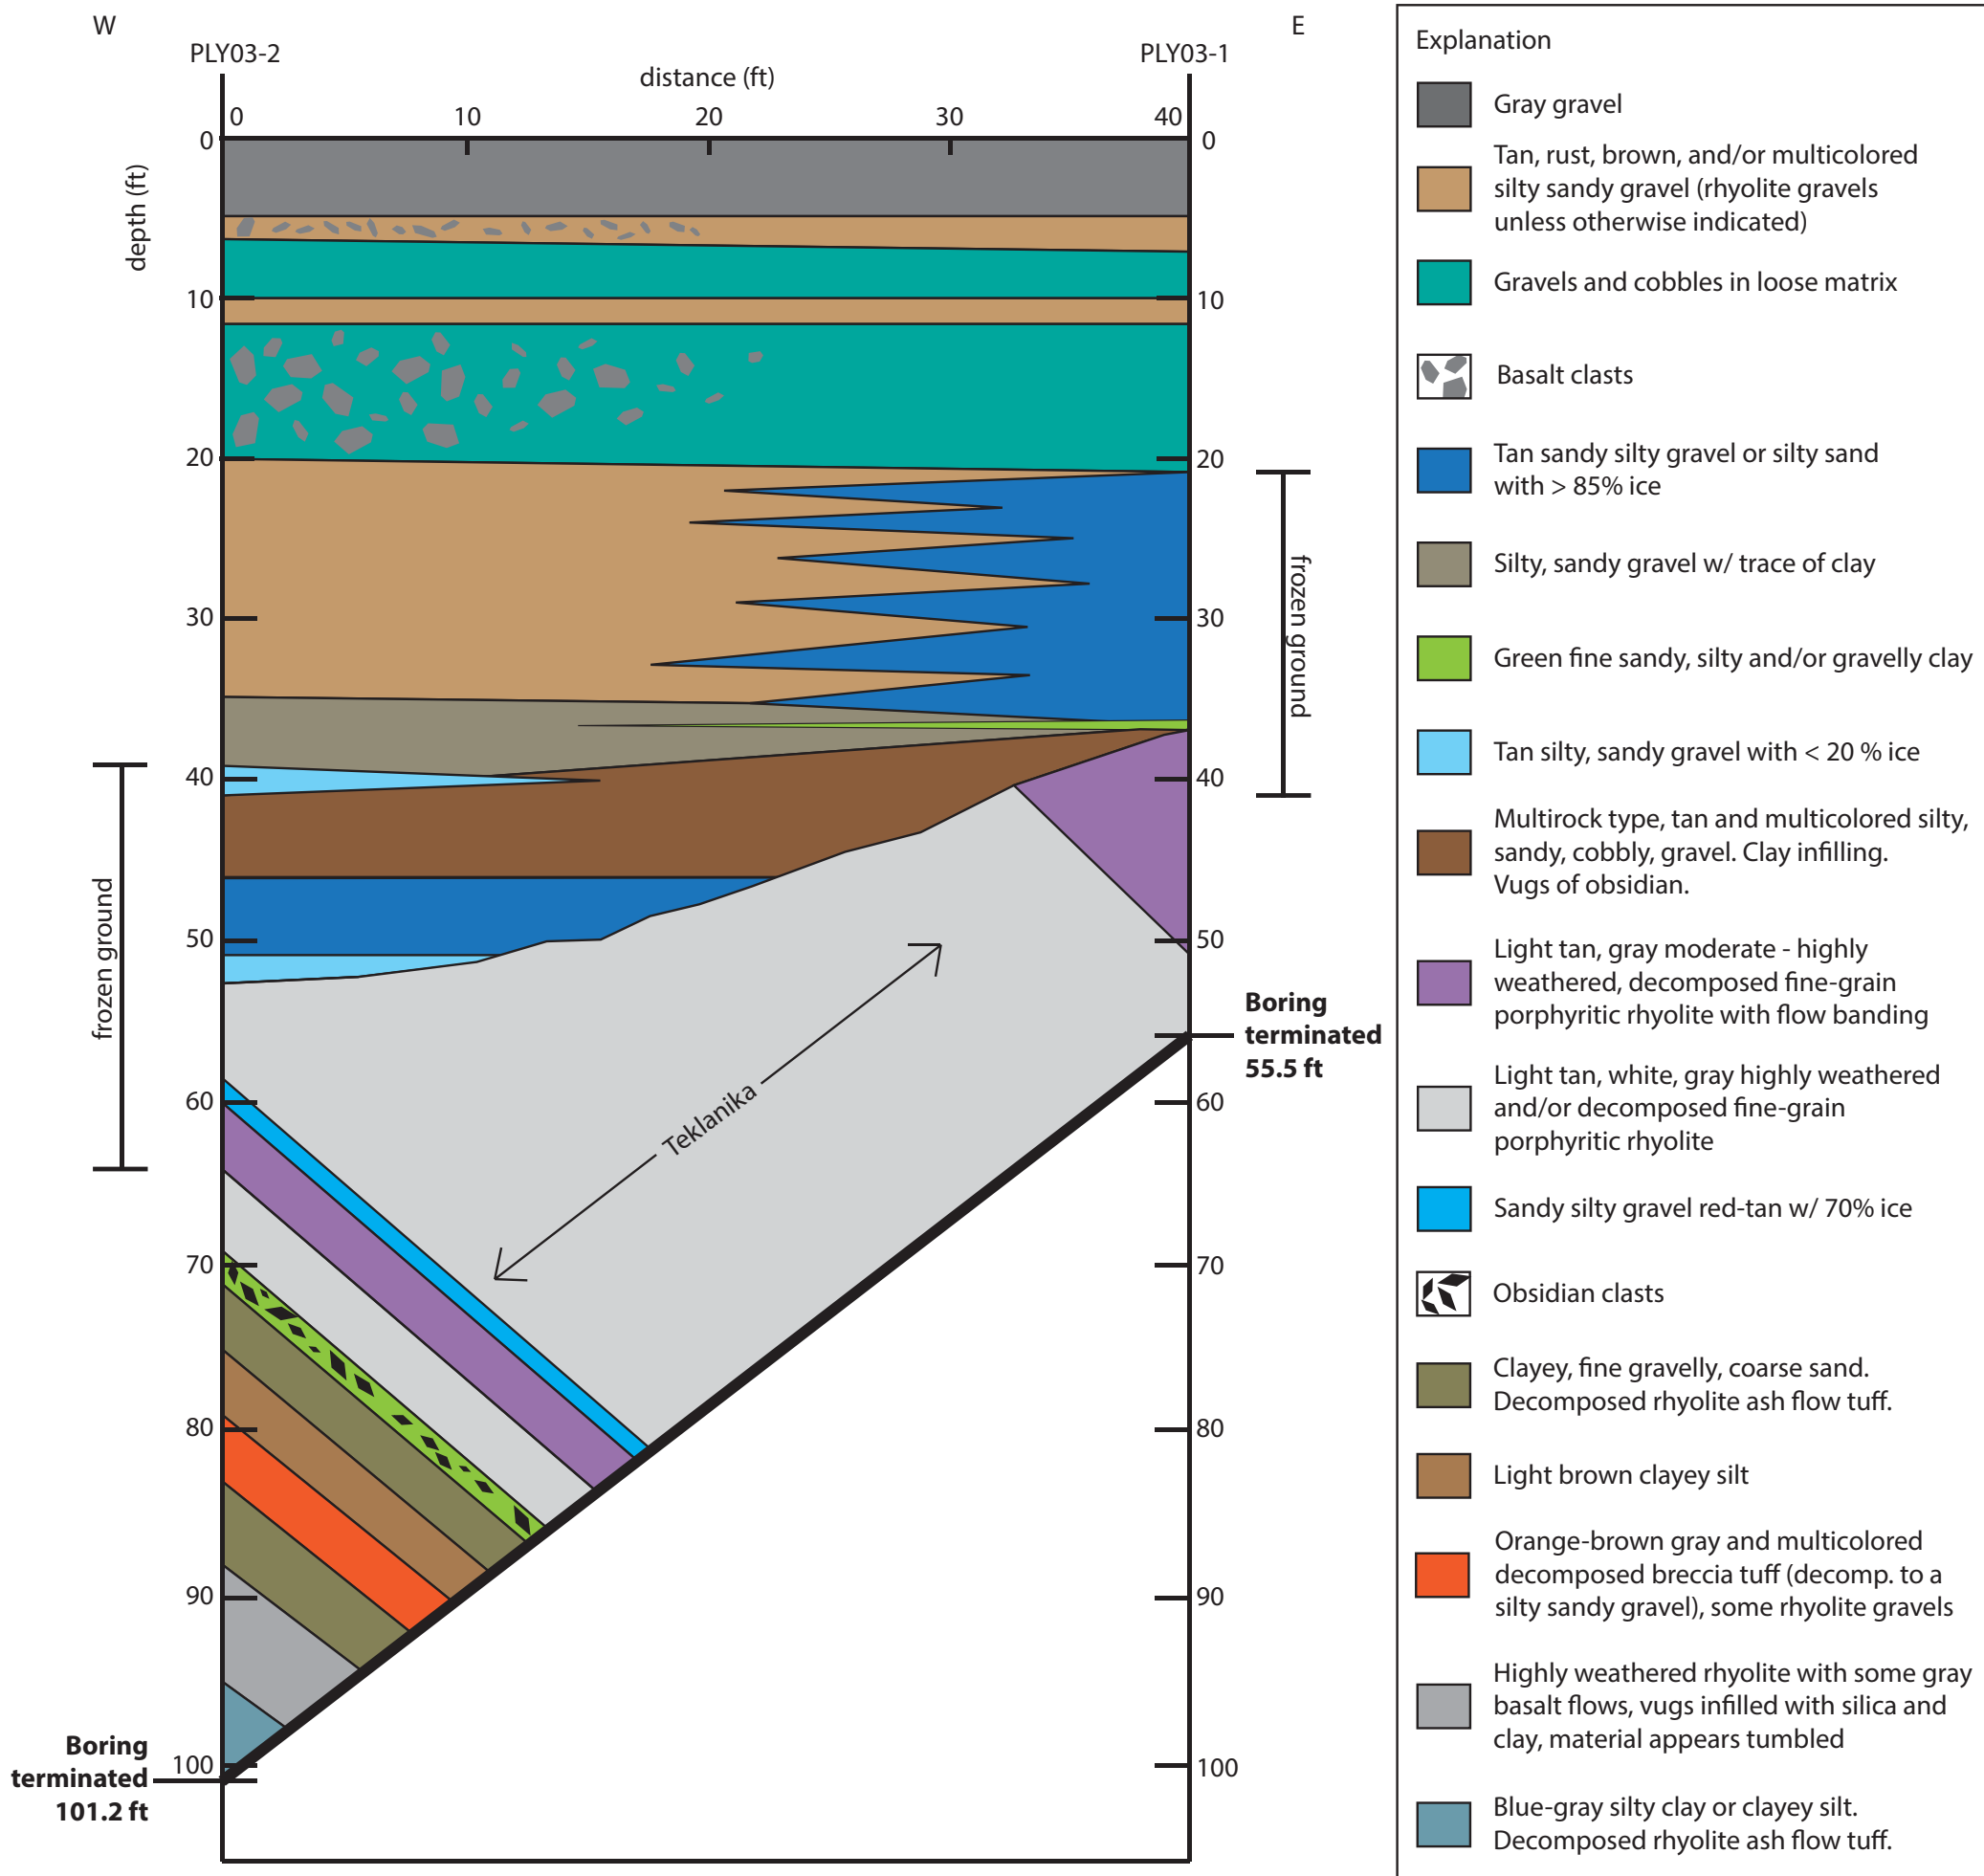 W
E
PLY03-2
PLY03-1
distance (ft)
0
10
20
30
40
depth (ft)
0
10
20
30
40
50
60
70
80
90
100
0
10
20
30
40
50
60
70
80
90
100
frozen ground
frozen ground
Teklanika
Boring
terminated
55.5 ft
Boring
terminated
101.2 ft
Explanation
Gray gravel
Tan, rust, brown, and/or multicolored
silty sandy gravel (rhyolite gravels
unless otherwise indicated)
Gravels and cobbles in loose matrix
Basalt clasts
Tan sandy silty gravel or silty sand
with > 85% ice
Silty, sandy gravel w/ trace of clay
Green fine sandy, silty and/or gravelly clay
Tan silty, sandy gravel with < 20 % ice
Multirock type, tan and multicolored silty,
sandy, cobbly, gravel. Clay infilling.
Vugs of obsidian.
Light tan, gray moderate - highly
weathered, decomposed fine-grain
porphyritic rhyolite with flow banding
Light tan, white, gray highly weathered
and/or decomposed fine-grain
porphyritic rhyolite
Sandy silty gravel red-tan w/ 70% ice
Obsidian clasts
Clayey, fine gravelly, coarse sand.
Decomposed rhyolite ash flow tuff.
Light brown clayey silt
Orange-brown gray and multicolored
decomposed breccia tuff (decomp. to a
silty sandy gravel), some rhyolite gravels
Highly weathered rhyolite with some gray
basalt flows, vugs infilled with silica and
clay, material appears tumbled
Blue-gray silty clay or clayey silt.
Decomposed rhyolite ash flow tuff.